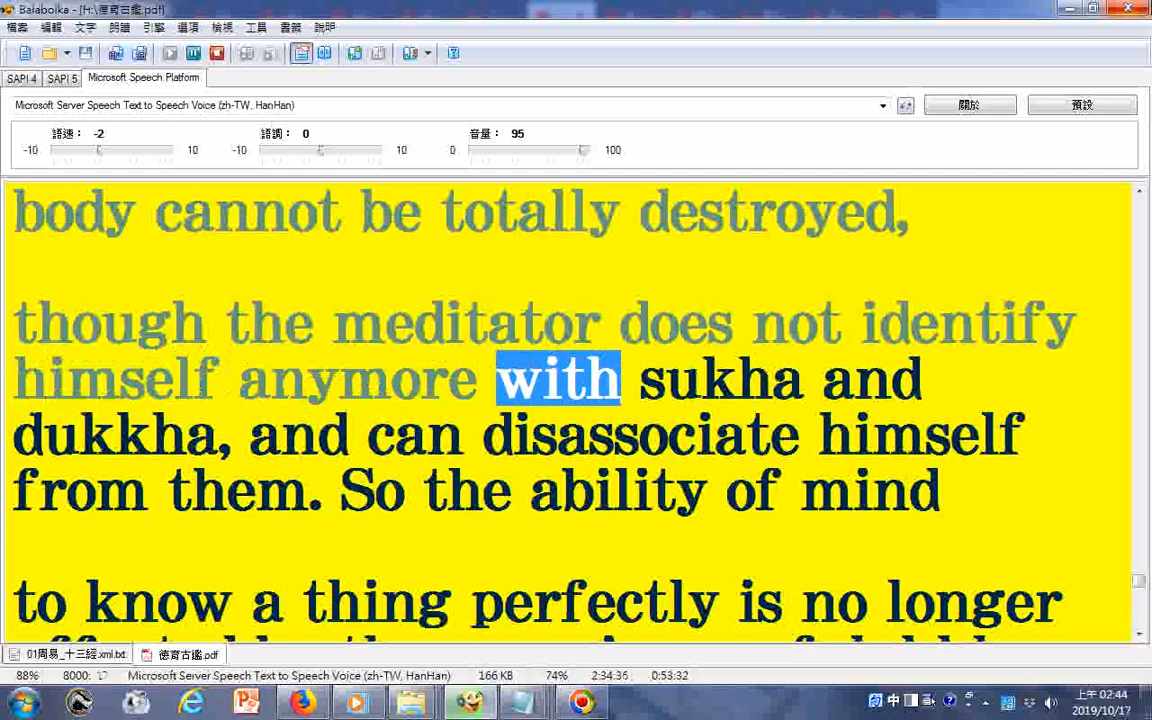 Balabolka - [H:\德育古鑑.pdf]
檔案 編輯 文字 朗讀 引擎 選項 檢視 工具 書籤 說明
SAPI 4 SAPI 5 Microsoft Speech Platform
Microsoft Server Speech Text to Speech Voice (zh-TW, HanHan) 關於 預設
語速： -2 語調： 0 音量： 95
-10 10 -10 10 0 100
body cannot be totally destroyed,
though the meditator does not identify
himself anymore with sukha and
dukkha, and can disassociate himself
from them. So the ability of mind
to know a thing perfectly is no longer
01周易_十三經.xml.txt 德育古鑑.pdf
88% Microsoft Server Speech Text to Speech Voice (zh-TW, HanHan) 166 KB 74% 2:34:36 0:53:32
中 上午 02:44
2019/10/17